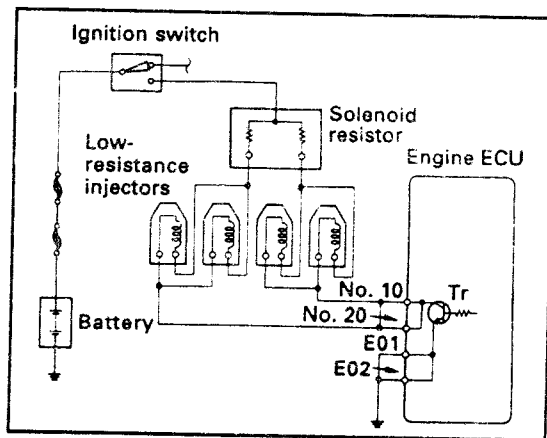 Ignition switch
Solenoid
resistor
Low-
resistance
injectors
Engine ECU
No. 10
Tr
No. 20
E01
E02
Battery